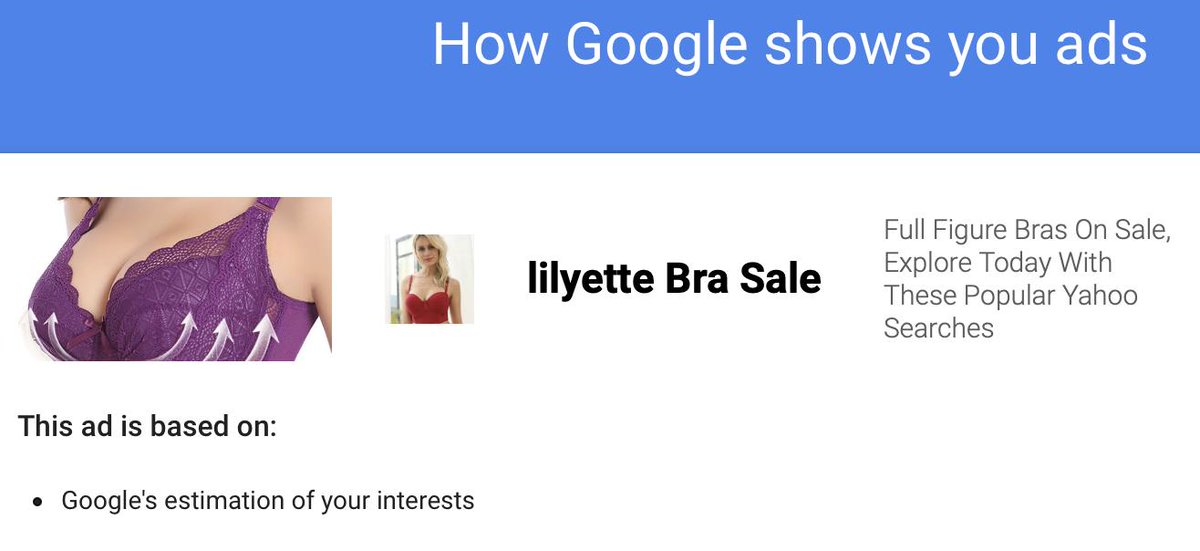 How Google shows you ads
lilyette Bra Sale
Full Figure Bras On Sale,
Explore Today With
These Popular Yahoo
Searches
This ad is based on:
• Google's estimation of your interests